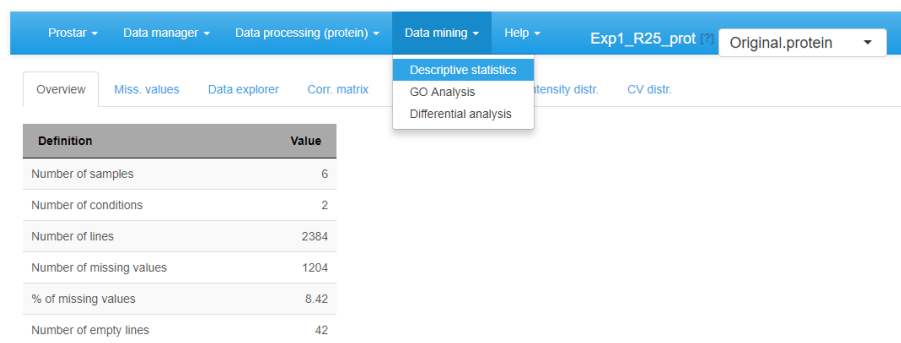 Prostar Data manager Data processing (protein) Data mining Help Exp1_R25_prot [?] Original.protein
Descriptive statistics
GO Analysis
Differential analysis
Overview Miss. values Data explorer Corr. matrix distr. CV distr.
Definition Value
Number of samples 6
Number of conditions 2
Number of lines 2384
Number of missing values 1204
% of missing values 8.42
Number of empty lines 42